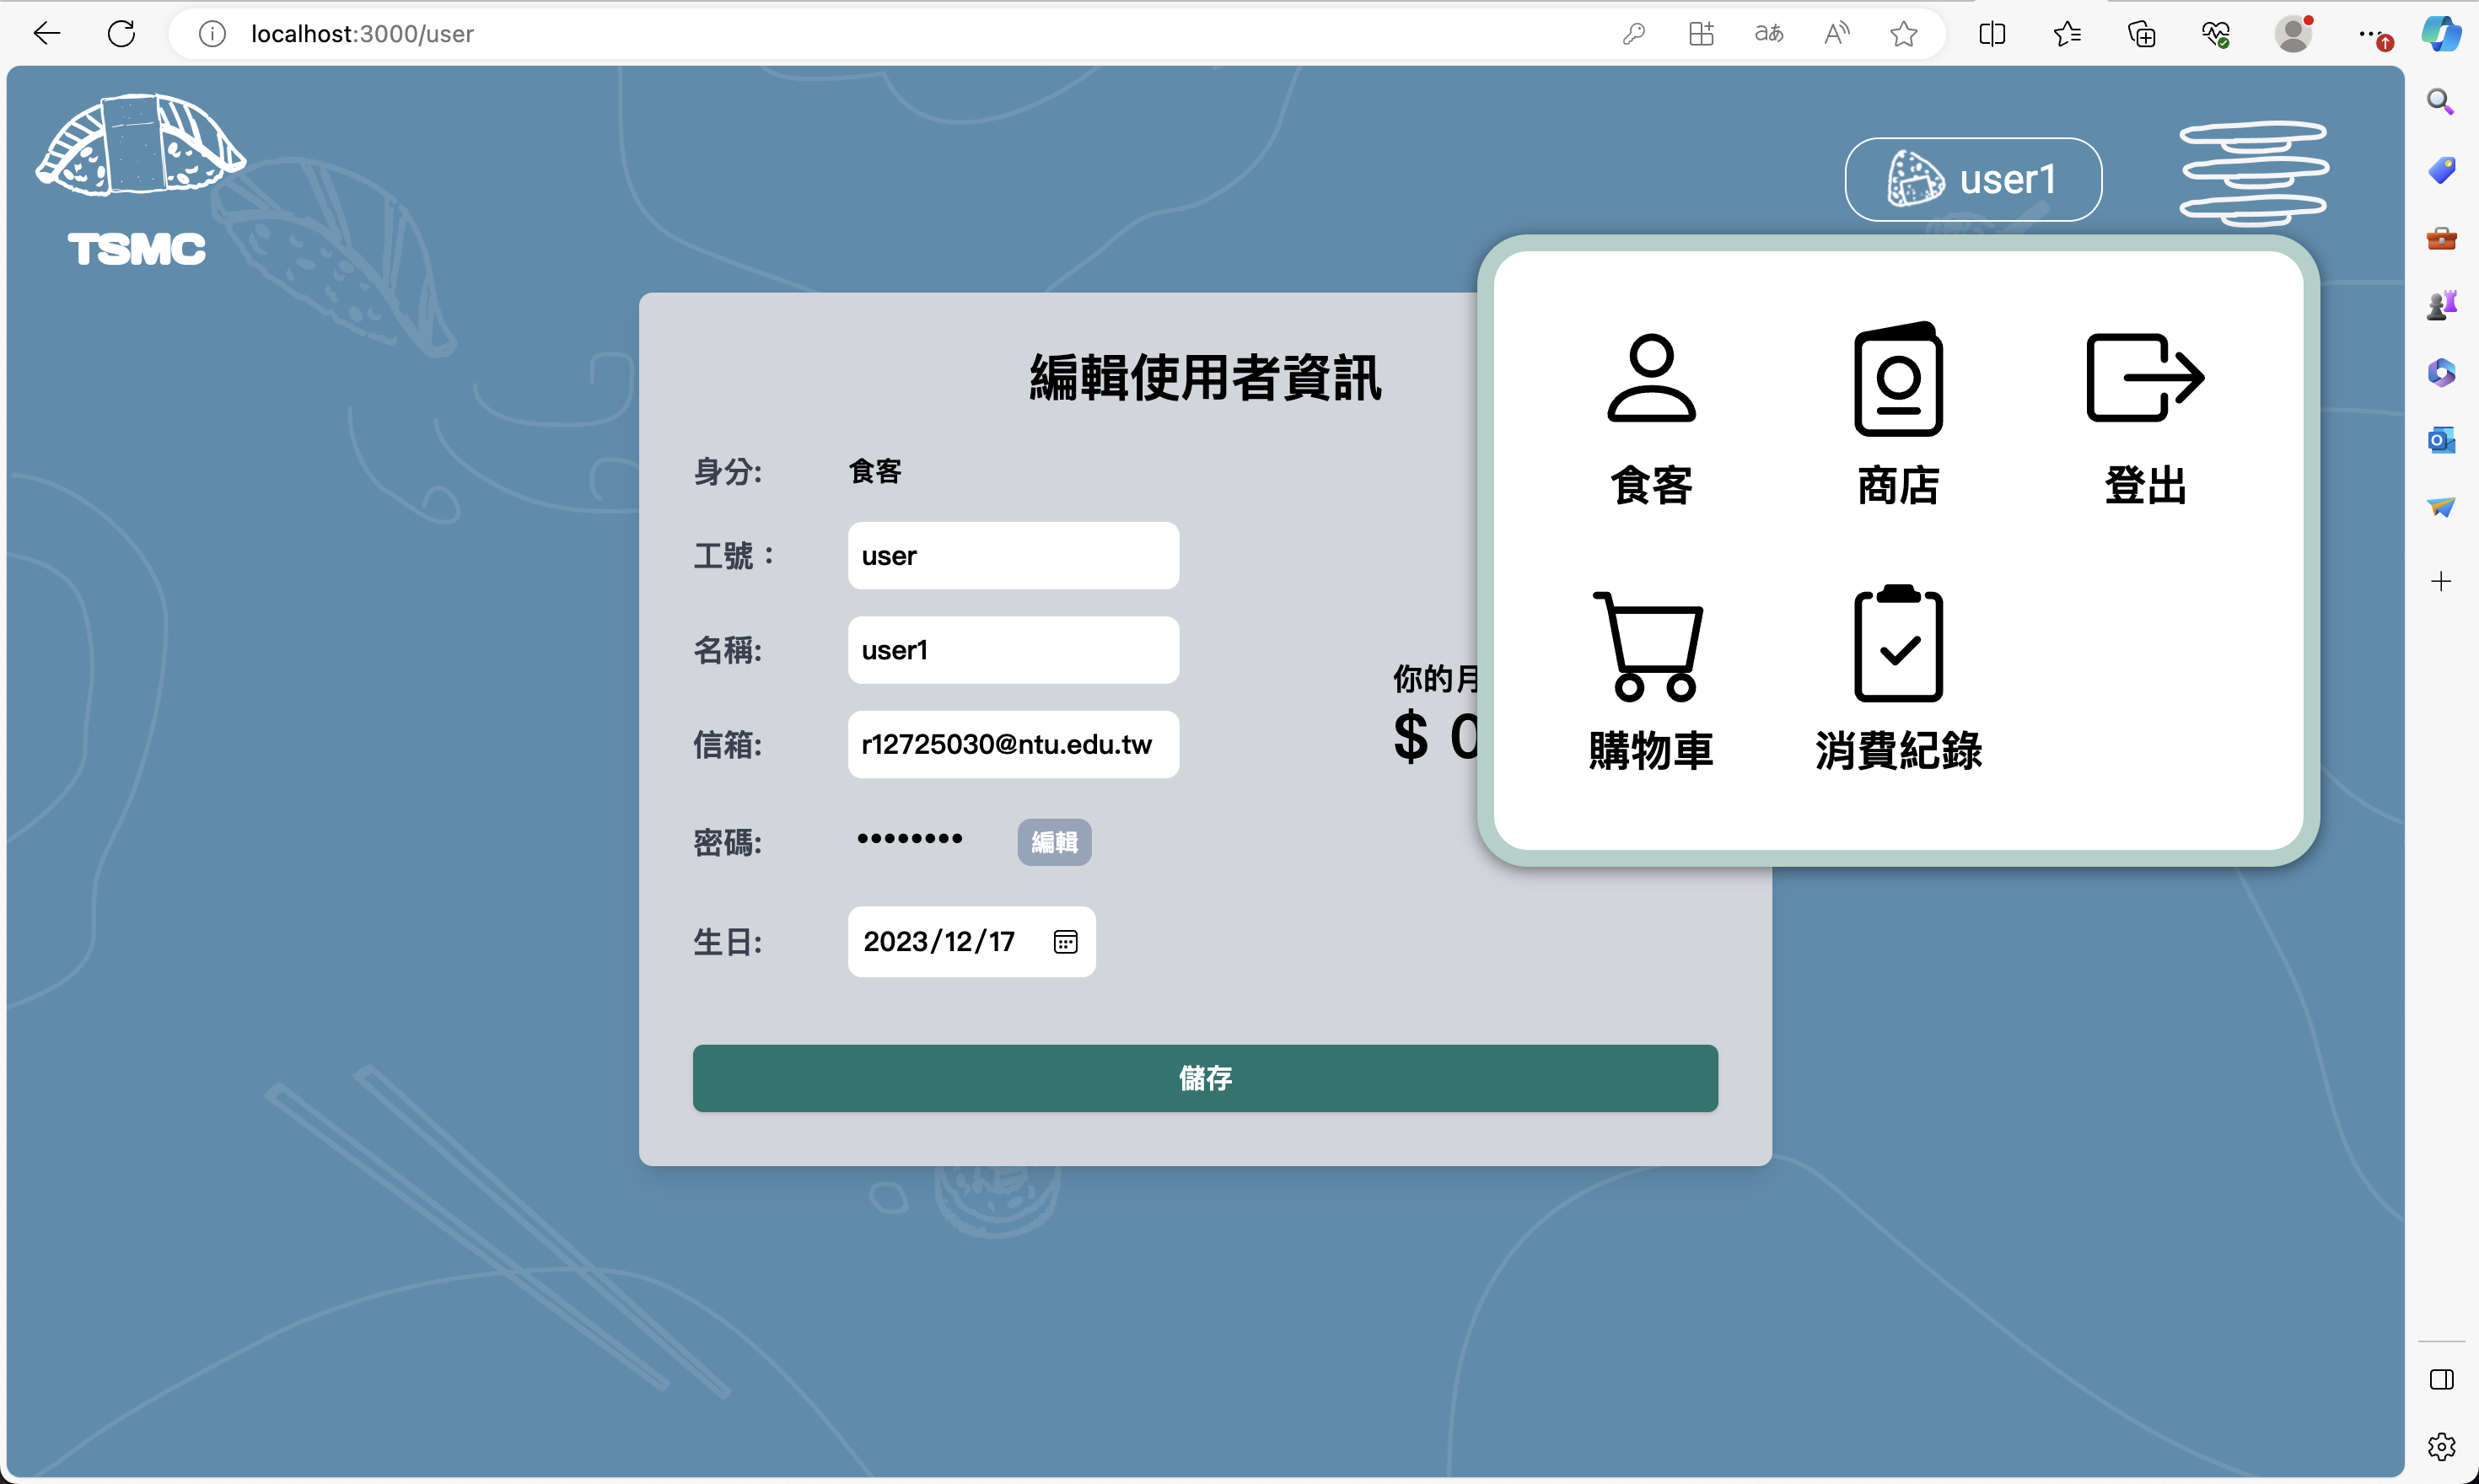 localhost:3000/user
aあ
TSMC
user1
編輯使用者資訊
身分:
食客
工號：
user
名稱:
user1
信箱:
r12725030@ntu.edu.tw
密碼:
••••••••
編輯
生日:
2023/12/17
儲存
你的月
$ 0
食客
商店
登出
購物車
消費紀錄